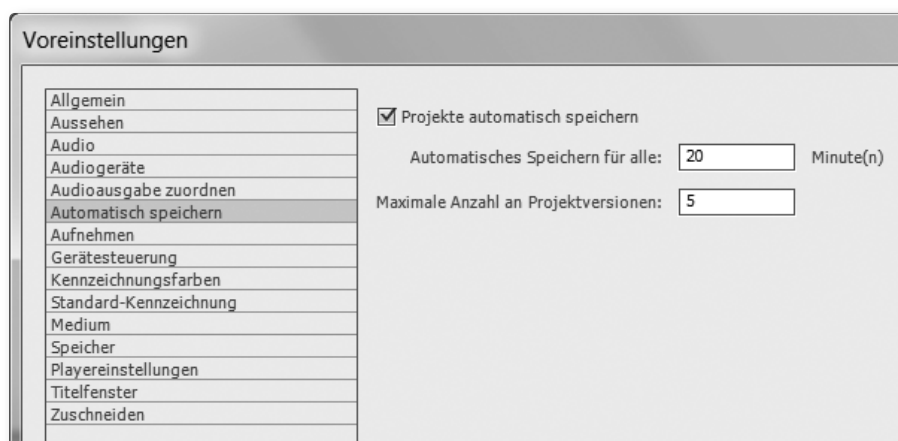 Voreinstellungen
Allgemein
Aussehen
Audio
Audiogeräte
Audioausgabe zuordnen
Automatisch speichern
Aufnehmen
Gerätesteuerung
Kennzeichnungsfarben
Standard-Kennzeichnung
Medium
Speicher
Playereinstellungen
Titelfenster
Zuschneiden
Projekte automatisch speichern
Automatisches Speichern für alle: 20 Minute(n)
Maximale Anzahl an Projektversionen: 5